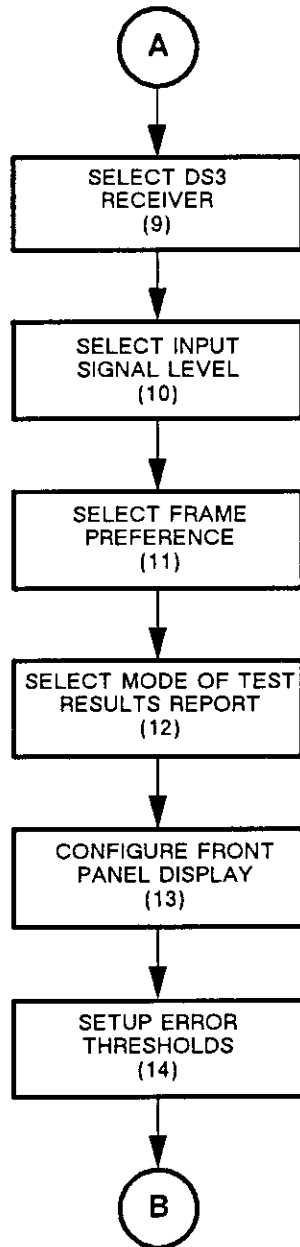 A
SELECT DS3
RECEIVER
(9)
SELECT INPUT
SIGNAL LEVEL
(10)
SELECT FRAME
PREFERENCE
(11)
SELECT MODE OF TEST
RESULTS REPORT
(12)
CONFIGURE FRONT
PANEL DISPLAY
(13)
SETUP ERROR
THRESHOLDS
(14)
B